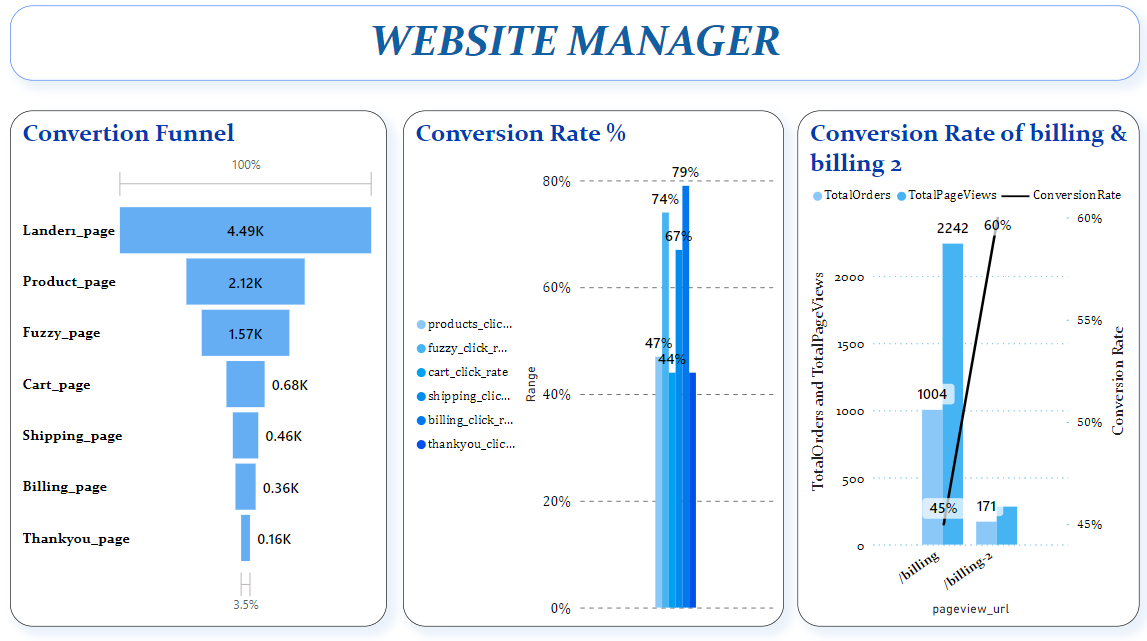 WEBSITE MANAGER
Convertion Funnel
100%
Lander1_page
4.49K
Product_page
2.12K
Fuzzy_page
1.57K
Cart_page
0.68K
Shipping_page
0.46K
Billing_page
0.36K
Thankyou_page
0.16K
3.5%
Conversion Rate %
products_clic...
fuzzy_click_r...
cart_click_rate
shipping_clic...
billing_click_r...
thankyou_clic...
Range
80%
60%
40%
20%
0%
47%
74%
44%
67%
79%
Conversion Rate of billing &
billing 2
TotalOrders TotalPageViews ConversionRate
TotalOrders and TotalPageViews
2000
1500
1000
500
0
1004
2242
45%
171
60%
60%
55%
50%
45%
Conversion Rate
/billing
/billing-2
pageview_url